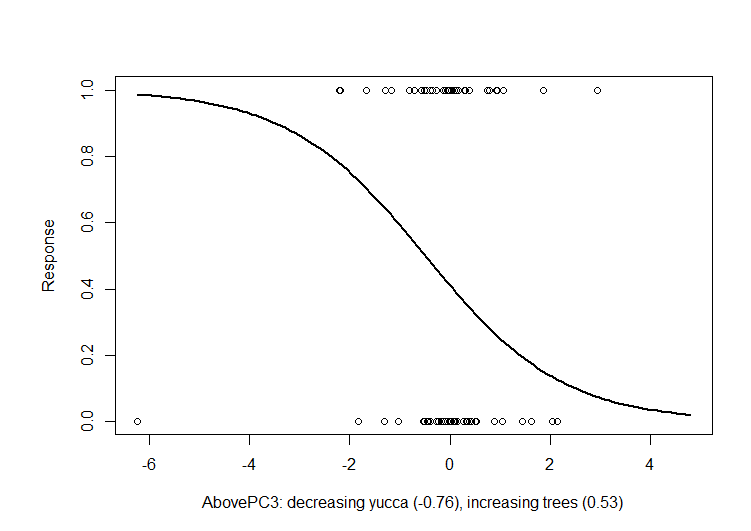 1.0
0.8
0.6
0.4
0.2
0.0
Response
-6 -4 -2 0 2 4
AbovePC3: decreasing yucca (-0.76), increasing trees (0.53)